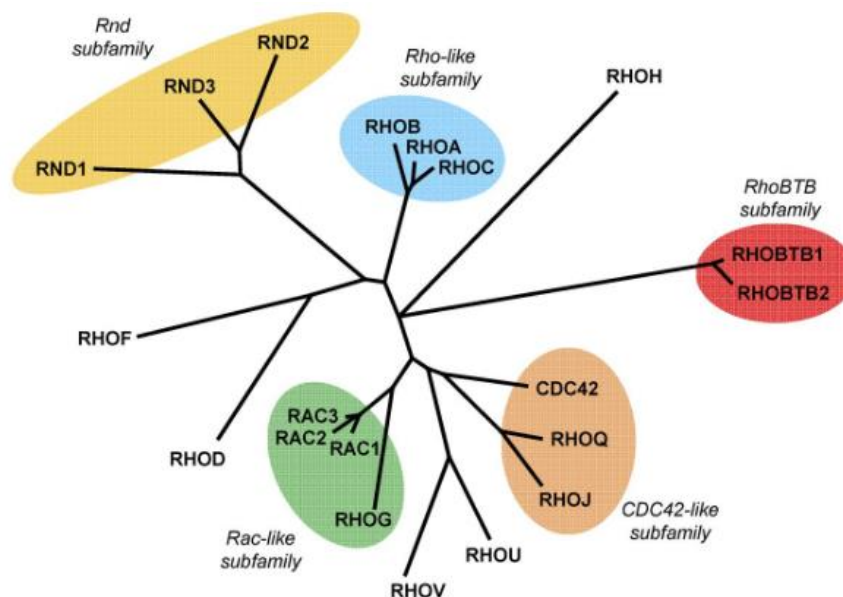 Rnd
subfamily
RND2
RND3
RND1
Rho-like
subfamily
RHOB
RHOA
RHOC
RHOH
RhoBTB
subfamily
RHOBTB1
RHOBTB2
RHOF
RHOD
RAC3
RAC2
RAC1
RHOG
Rac-like
subfamily
CDC42
RHOQ
RHOJ
CDC42-like
subfamily
RHOU
RHOV